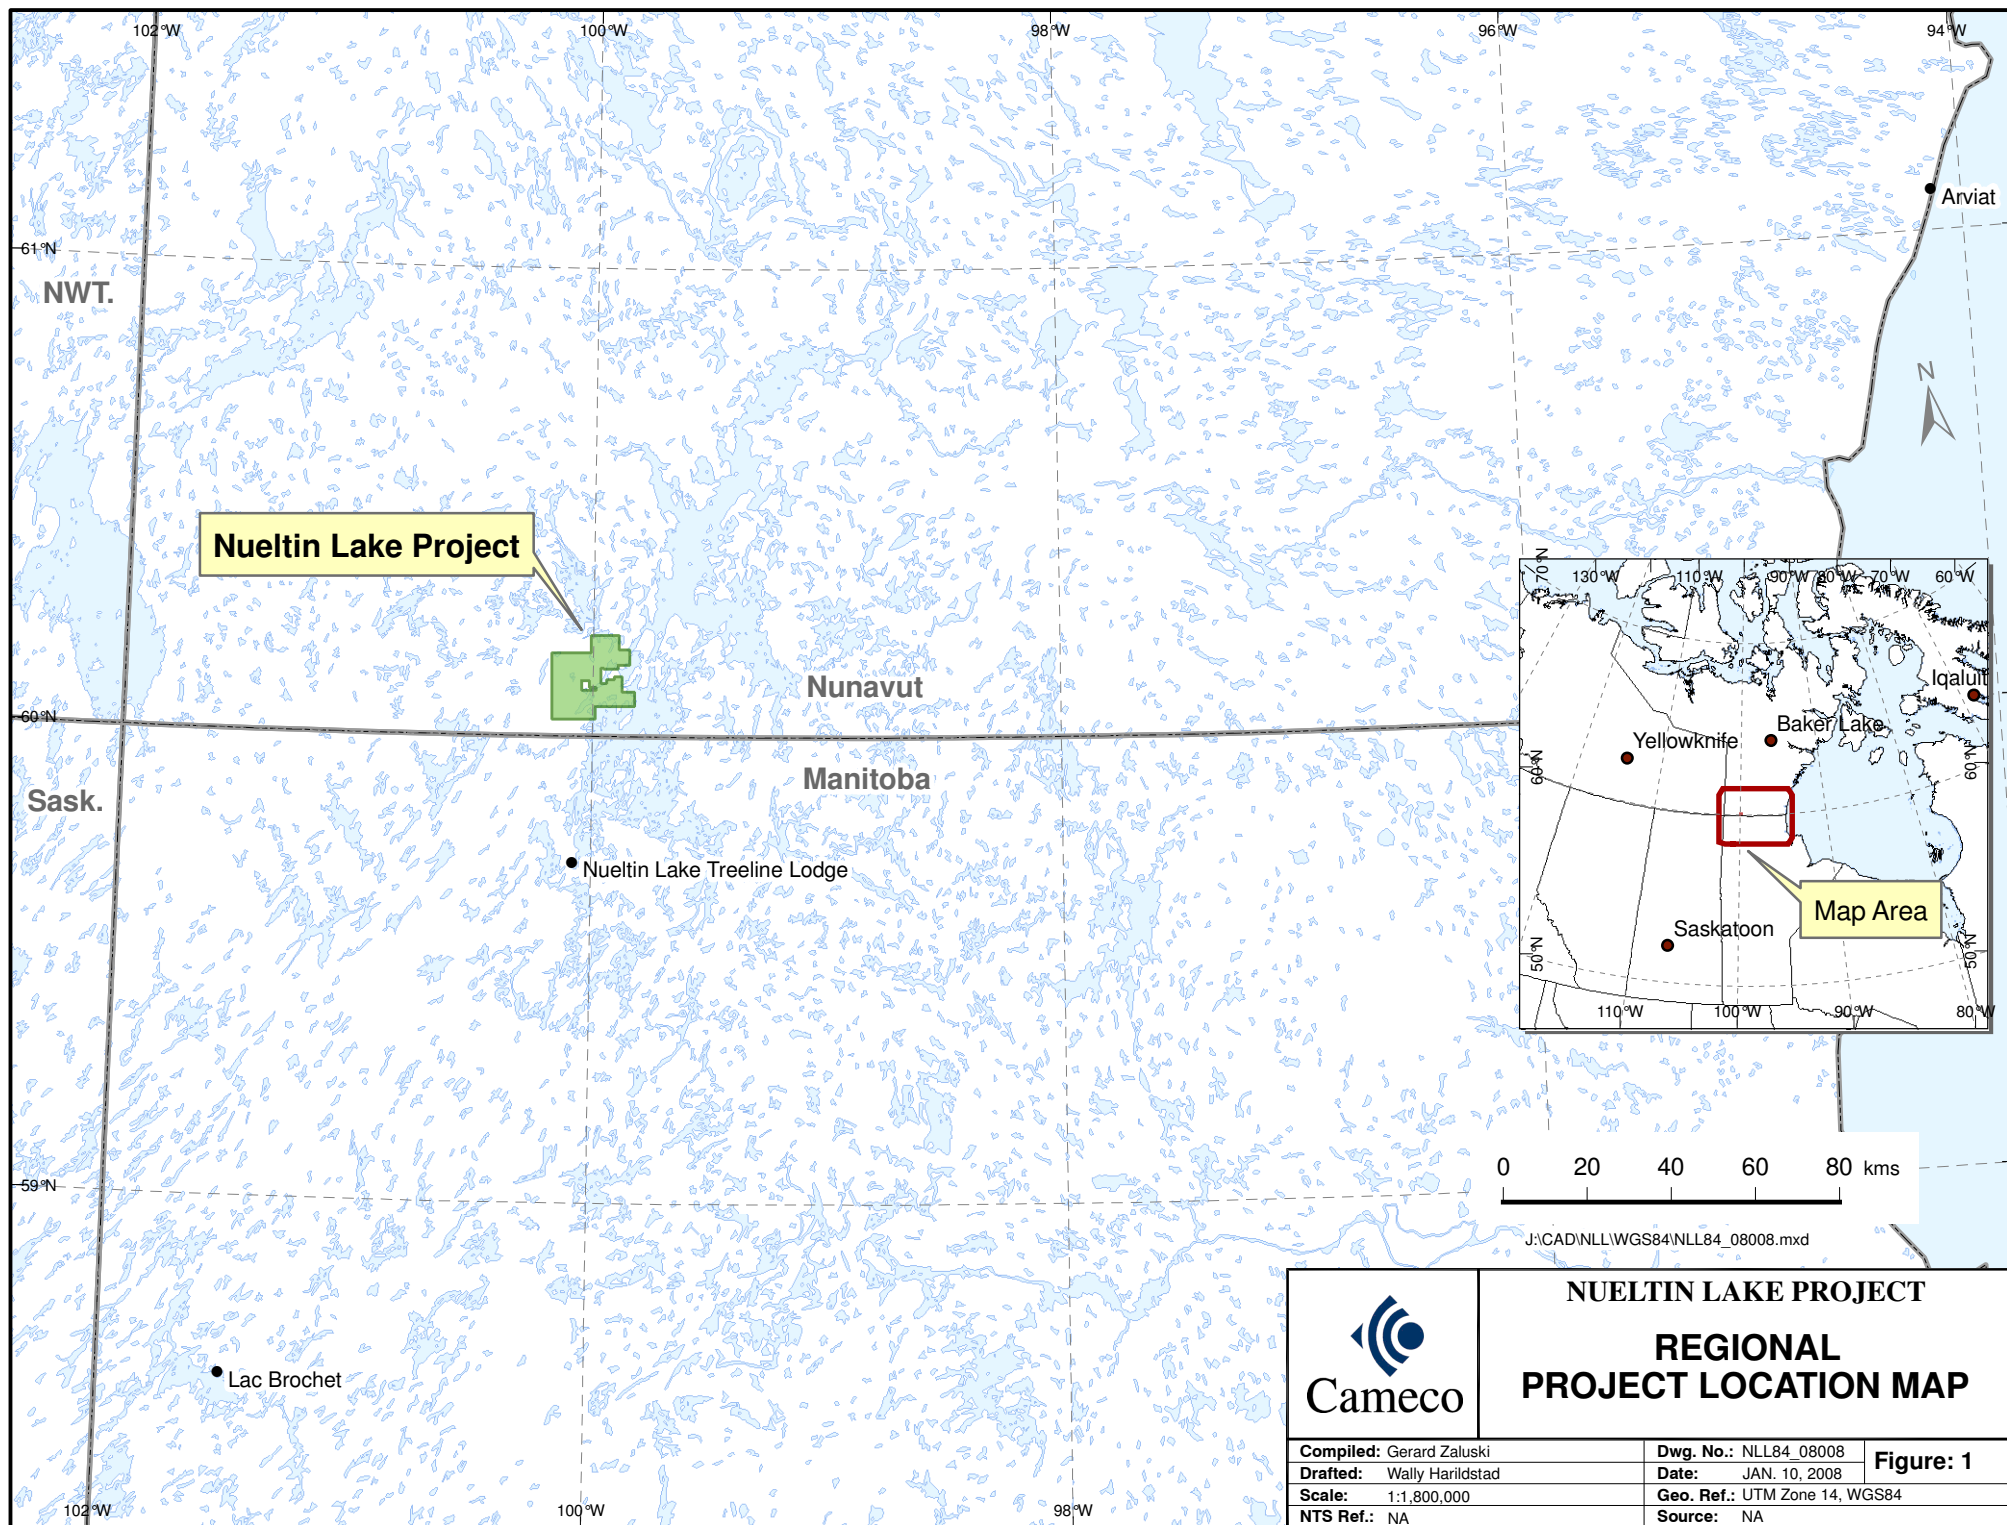 102°W
100°W
98°W
96°W
94°W
Arviat
61°N
NWT.
N
Nueltin Lake Project
Nunavut
60°N
Manitoba
Sask.
Nueltin Lake Treeline Lodge
70°N
130°W
110°W
90°W
80°W
70°W
60°W
Iqaluit
Baker Lake
Yellowknife
60°N
60°N
Map Area
Saskatoon
50°N
50°N
110°W
100°W
90°W
80°W
0 20 40 60 80 kms
59°N
J:\CAD\NLL\WGS84\NLL84_08008.mxd
Lac Brochet
102°W
100°W
98°W
Cameco
NUELTIN LAKE PROJECT
REGIONAL
PROJECT LOCATION MAP
Compiled: Gerard Zaluski
Dwg. No.: NLL84_08008
Figure: 1
Drafted: Wally Harildstad
Date: JAN. 10, 2008
Scale: 1:1,800,000
Geo. Ref.: UTM Zone 14, WGS84
NTS Ref.: NA
Source: NA